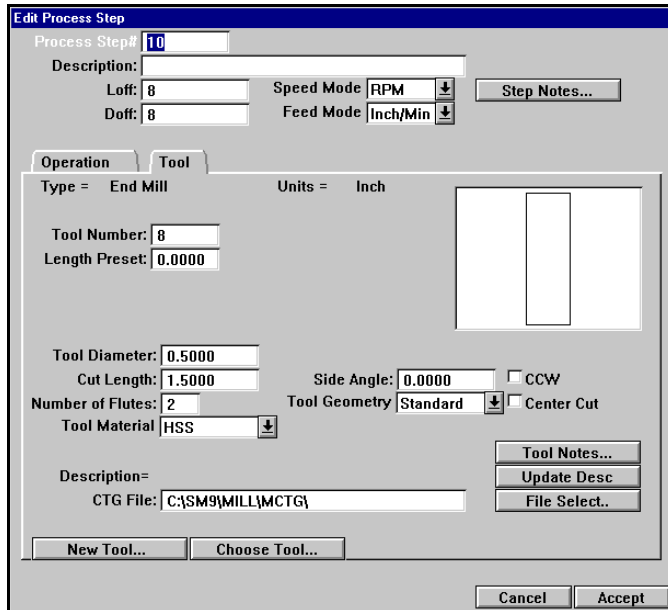 Edit Process Step
Process Step# 10
Description:
Loff: 8 Speed Mode RPM Step Notes...
Doff: 8 Feed Mode Inch/Min
Operation Tool
Type = End Mill Units = Inch
Tool Number: 8
Length Preset: 0.0000
Tool Diameter: 0.5000
Cut Length: 1.5000 Side Angle: 0.0000 CCW
Number of Flutes: 2 Tool Geometry Standard Center Cut
Tool Material HSS
Tool Notes...
Description= Update Desc
CTG File: C:\SM9\MILL\MCTG\ File Select..
New Tool... Choose Tool...
Cancel Accept